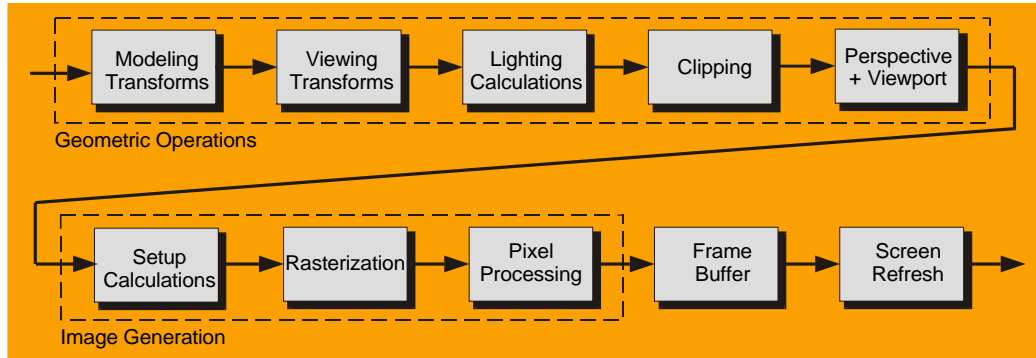 Modeling
Transforms
Viewing
Transforms
Lighting
Calculations
Clipping
Perspective
+ Viewport
Geometric Operations
Setup
Calculations
Rasterization
Pixel
Processing
Frame
Buffer
Screen
Refresh
Image Generation